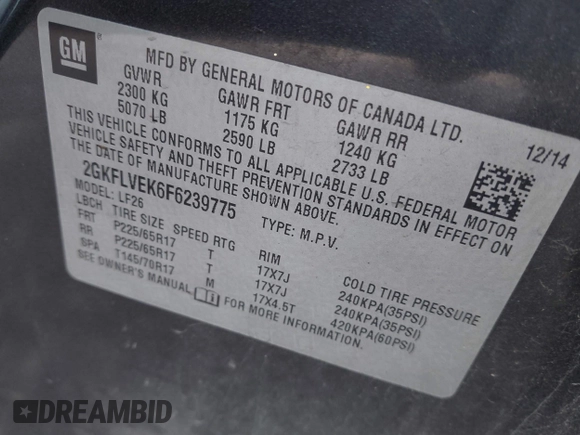 GM
MFD BY GENERAL MOTORS OF CANADA LTD.
GVWR GAWR FRT GAWR RR 12/14
2300 KG 1175 KG 1240 KG
5070 LB 2590 LB 2733 LB
THIS VEHICLE CONFORMS TO ALL APPLICABLE U.S. FEDERAL MOTOR
VEHICLE SAFETY AND THEFT PREVENTION STANDARDS IN EFFECT ON
THE DATE OF MANUFACTURE SHOWN ABOVE.
2GKFLVEK6F6239775 TYPE: M.P.V.
MODEL: LF26
LBCH TIRE SIZE SPEED RTG RIM COLD TIRE PRESSURE
FRT P225/65R17 T 17X7J 240KPA(35PSI)
RR P225/65R17 T 17X7J 240KPA(35PSI)
SPA T145/70R17 M 17X4.5T 420KPA(60PSI)
SEE OWNER'S MANUAL FOR MORE INFORMATION.
DREAMBID